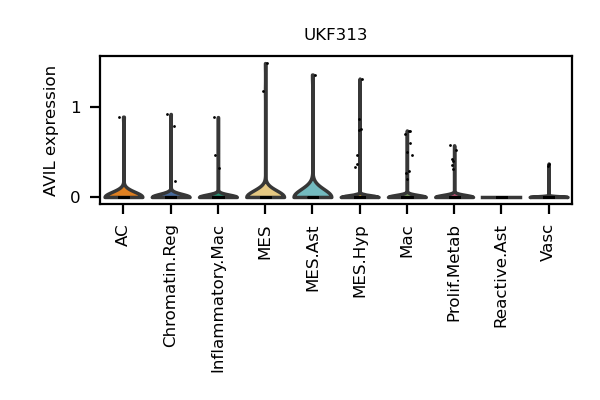 UKF313
AVIL expression
1
0
AC
Chromatin.Reg
Inflammatory.Mac
MES
MES.Ast
MES.Hyp
Mac
Prolif.Metab
Reactive.Ast
Vasc